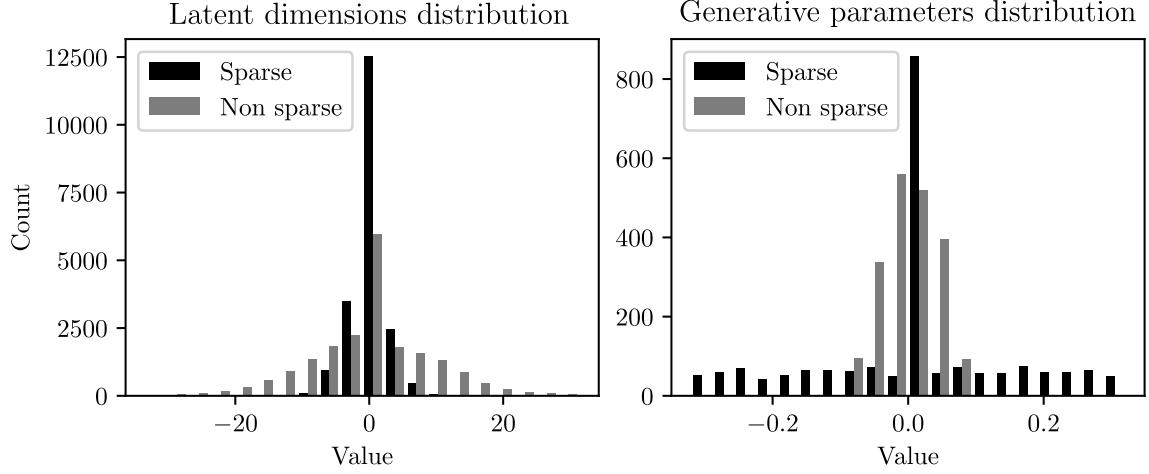 Latent dimensions distribution
Sparse
Non sparse
12500
10000
7500
5000
2500
0
Count
−20
0
20
Value
Generative parameters distribution
Sparse
Non sparse
800
600
400
200
0
−0.2
0.0
0.2
Value